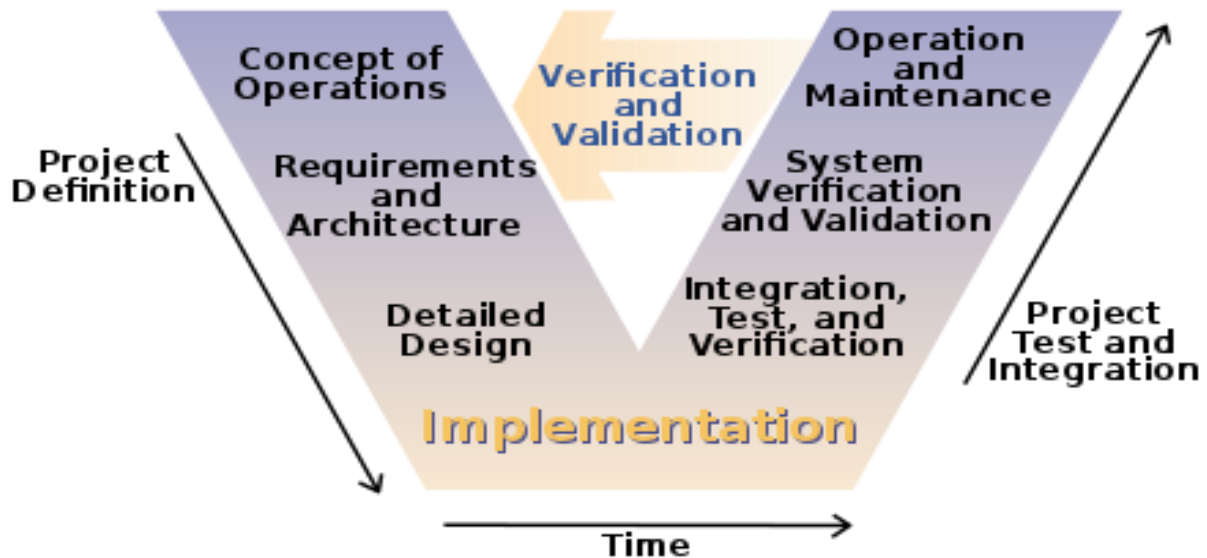 Concept of
Operations
Verification
and
Validation
Operation
and
Maintenance
Project
Definition
Requirements
and
Architecture
System
Verification
and Validation
Detailed
Design
Integration,
Test, and
Verification
Project
Test and
Integration
Implementation
Time